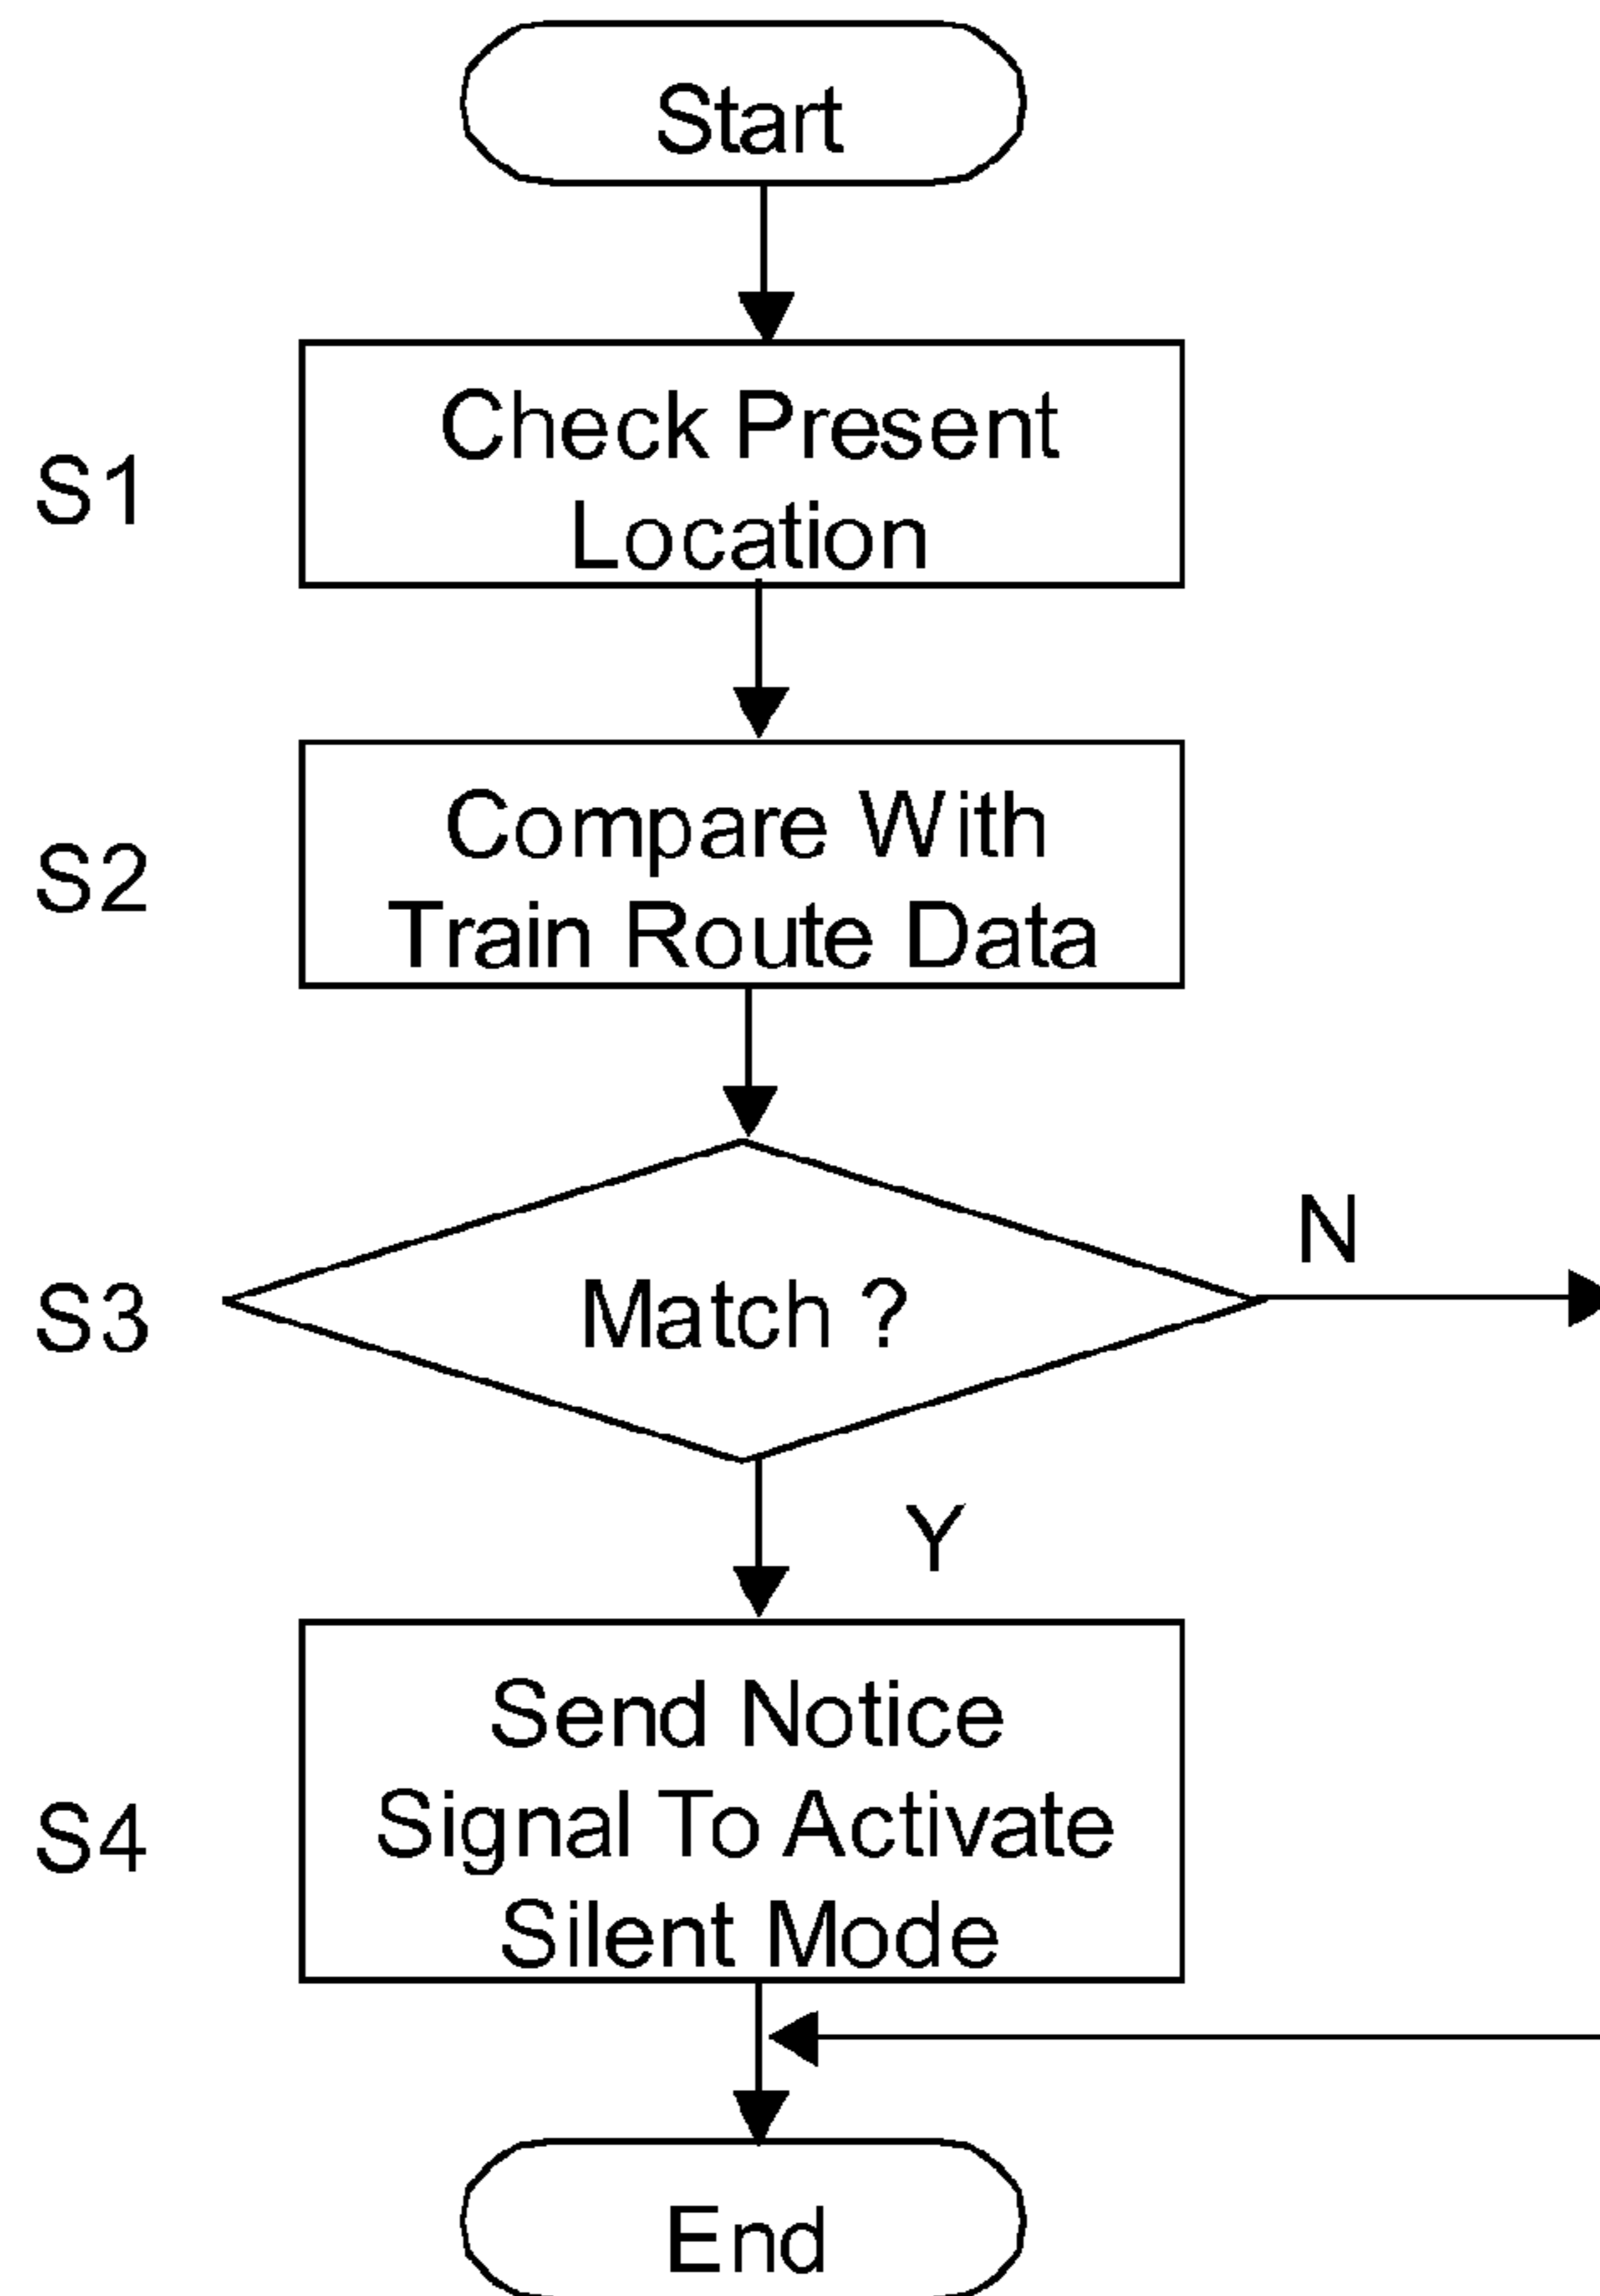 Start
S1
Check Present
Location
S2
Compare With
Train Route Data
S3
Match ?
N
Y
S4
Send Notice
Signal To Activate
Silent Mode
End